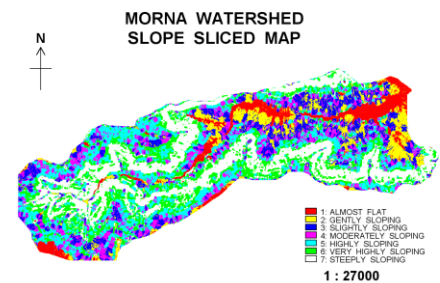 MORNA WATERSHED
SLOPE SLICED MAP
N
1: ALMOST FLAT
2: GENTLY SLOPING
3: SLIGHTLY SLOPING
4: MODERATELY SLOPING
5: HIGHLY SLOPING
6: VERY HIGHLY SLOPING
7: STEEPLY SLOPING
1 : 27000